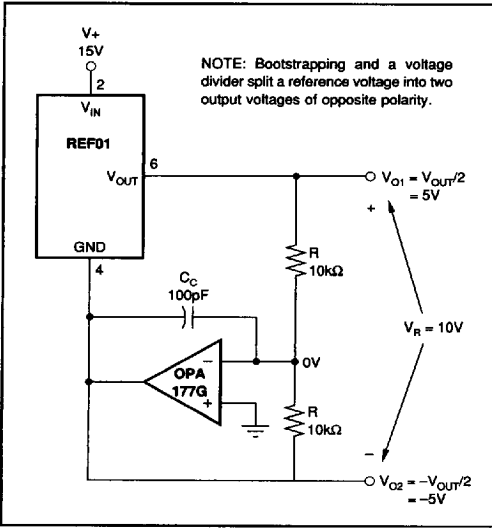 V+
15V
NOTE: Bootstrapping and a voltage
divider split a reference voltage into two
output voltages of opposite polarity.
2
VIN
REF01
6
VOUT
VO1 = VOUT/2
= 5V
+
GND
4
R
10kΩ
CC
100pF
VR = 10V
–
OPA
177G
+
0V
R
10kΩ
–
VO2 = –VOUT/2
= –5V